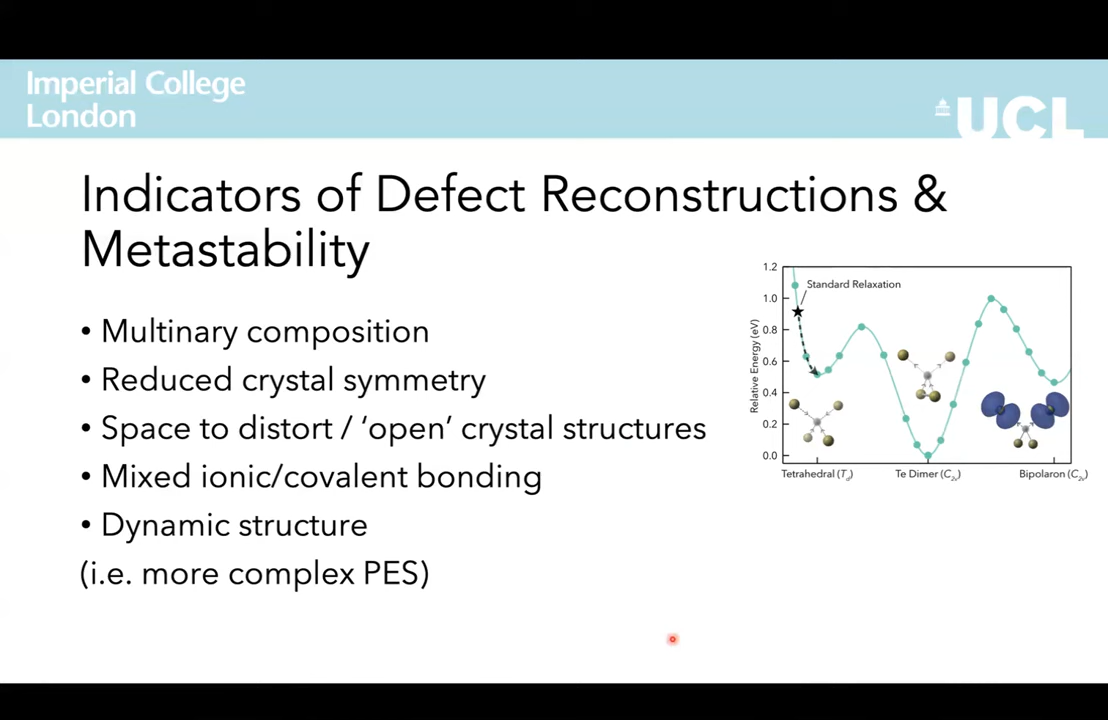 Imperial College
London
UCL
Indicators of Defect Reconstructions &
Metastability
• Multinary composition
• Reduced crystal symmetry
• Space to distort / ‘open’ crystal structures
• Mixed ionic/covalent bonding
• Dynamic structure
(i.e. more complex PES)
Relative Energy (eV)
1.2
1.0
0.8
0.6
0.4
0.2
0.0
Standard Relaxation
Tetrahedral (Td)
Te Dimer (C2v)
Bipolaron (C2v)